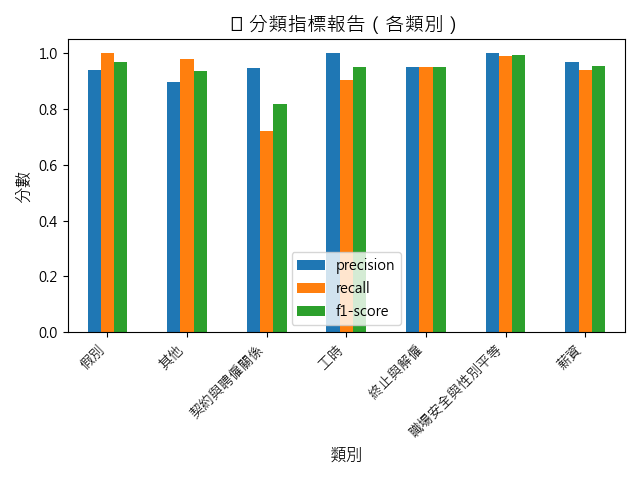 分類指標報告（各類別）
分數
1.0
0.8
0.6
0.4
0.2
0.0
precision
recall
f1-score
假別
其他
契約與聘僱關係
工時
終止與解僱
職場安全與性別平等
薪資
類別